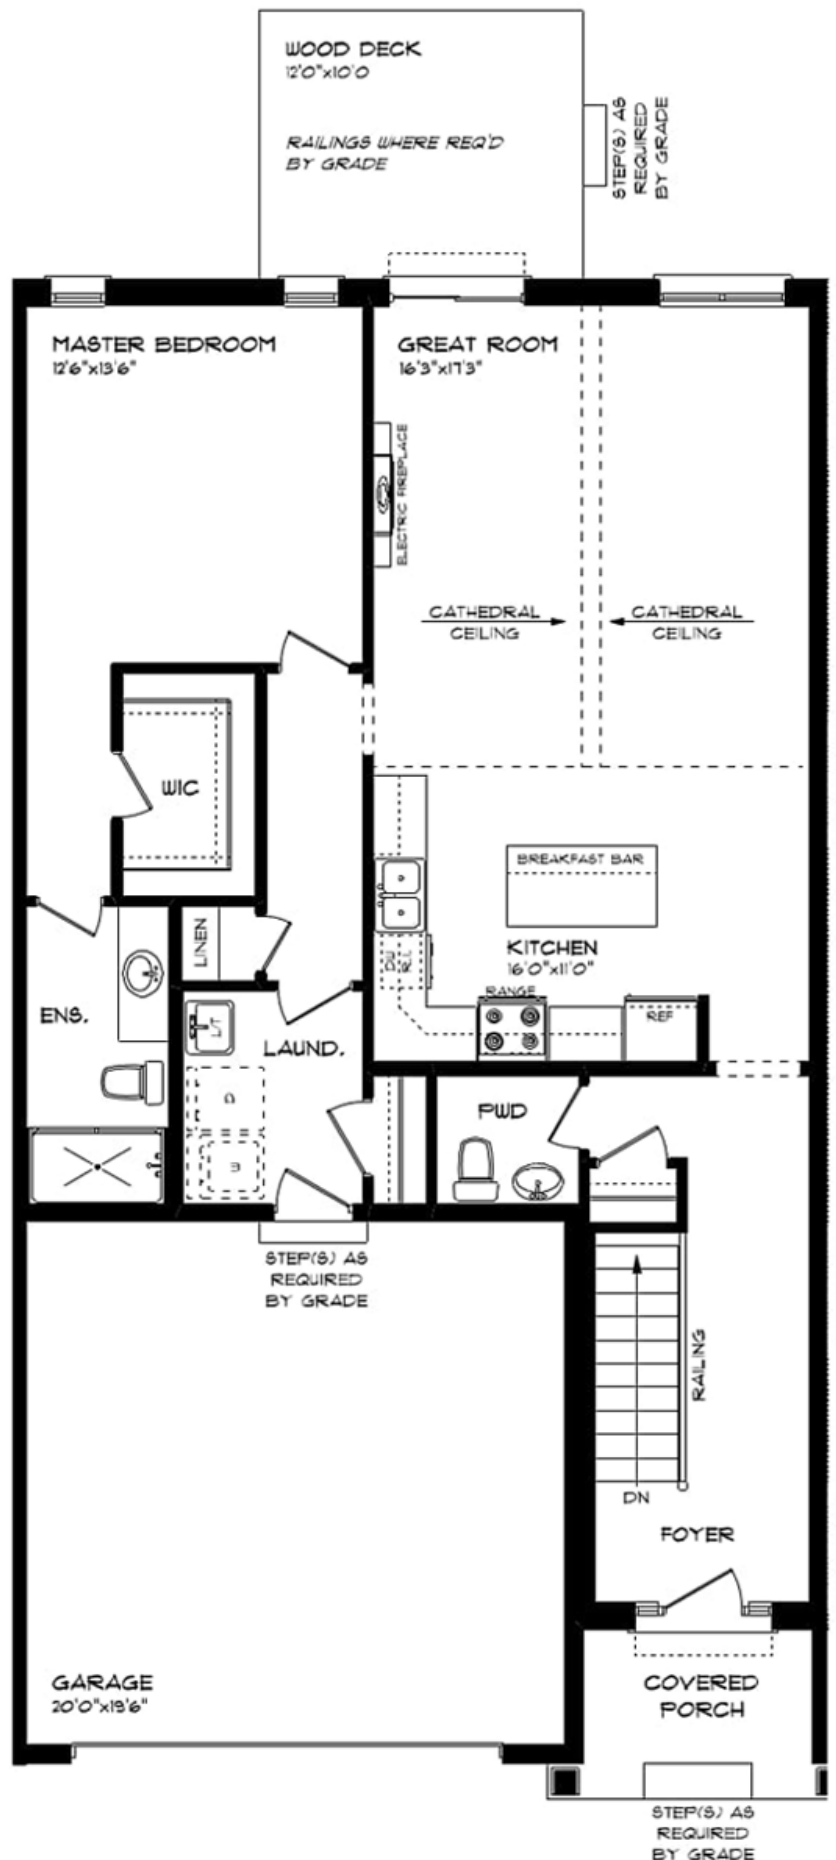 WOOD DECK
12'0"x10'0
RAILINGS WHERE REQ'D
BY GRADE
STEP(S) AS
REQUIRED
BY GRADE
MASTER BEDROOM
12'6"x13'6"
GREAT ROOM
16'3"x17'3"
ELECTRIC FIREPLACE
CATHEDRAL
CEILING
CATHEDRAL
CEILING
WIC
BREAKFAST BAR
LINEN
DW
R.I.
KITCHEN
16'0"x11'0"
RANGE
REF
ENS.
L/T
LAUND.
D
W
PWD
STEP(S) AS
REQUIRED
BY GRADE
RAILING
DN
FOYER
GARAGE
20'0"x19'6"
COVERED
PORCH
STEP(S) AS
REQUIRED
BY GRADE